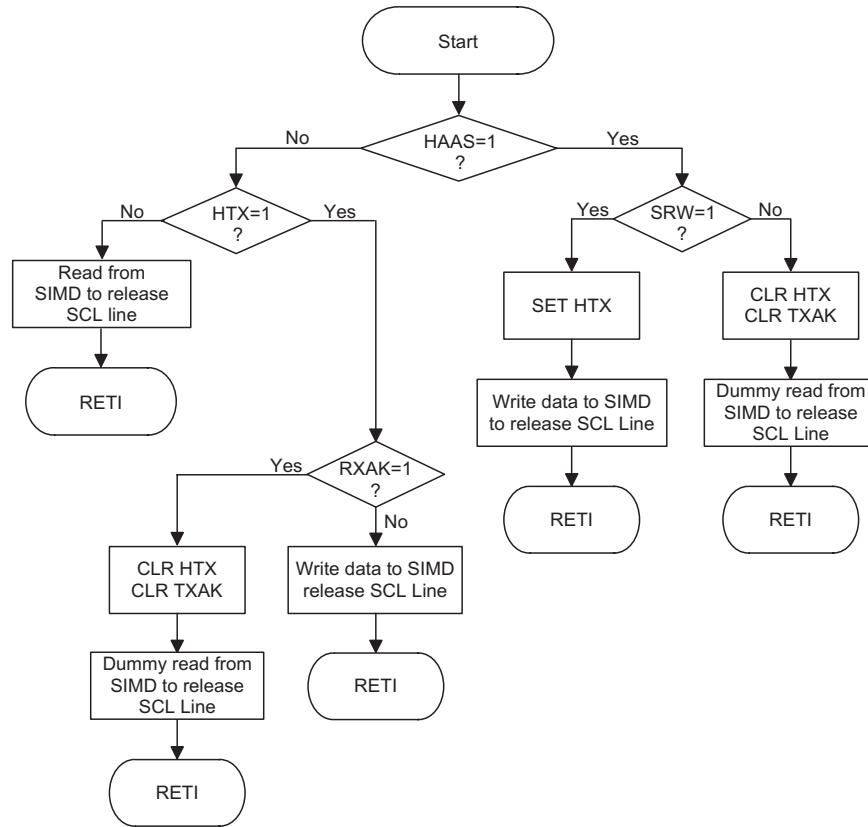 Start
HAAS=1
?
No
Yes
HTX=1
?
No
Yes
SRW=1
?
Yes
No
Read from
SIMD to release
SCL line
RETI
SET HTX
Write data to SIMD
to release SCL Line
RETI
CLR HTX
CLR TXAK
Dummy read from
SIMD to release
SCL Line
RETI
RXAK=1
?
Yes
No
CLR HTX
CLR TXAK
Dummy read from
SIMD to release
SCL Line
RETI
Write data to SIMD
release SCL Line
RETI